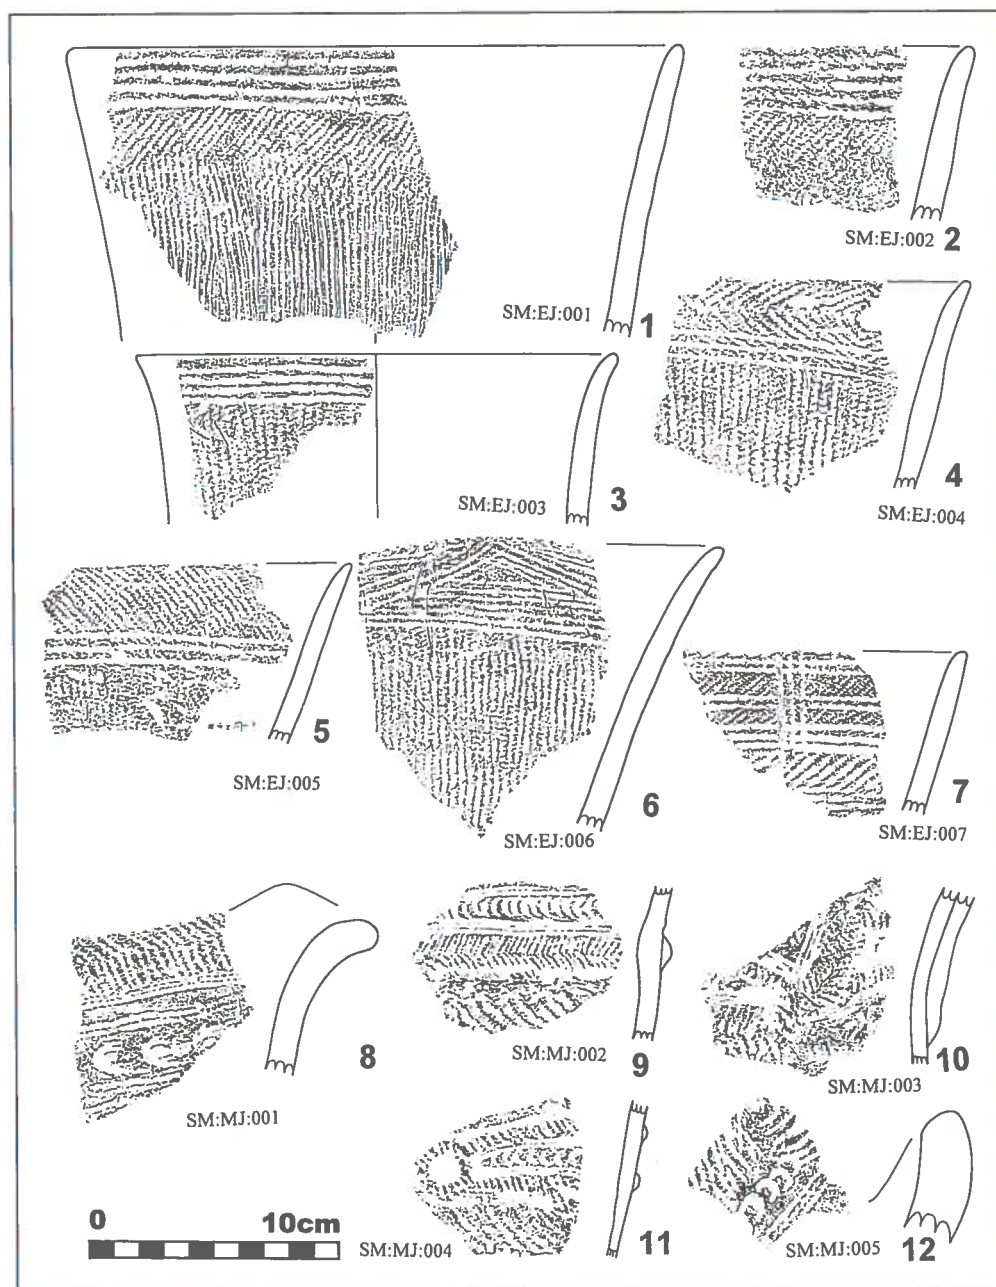 SM:EJ:001 1
SM:EJ:002 2
SM:EJ:003 3
SM:EJ:004 4
SM:EJ:005 5
SM:EJ:006 6
SM:EJ:007 7
SM:MJ:001 8
SM:MJ:002 9
SM:MJ:003 10
SM:MJ:004 11
SM:MJ:005 12
0 10cm